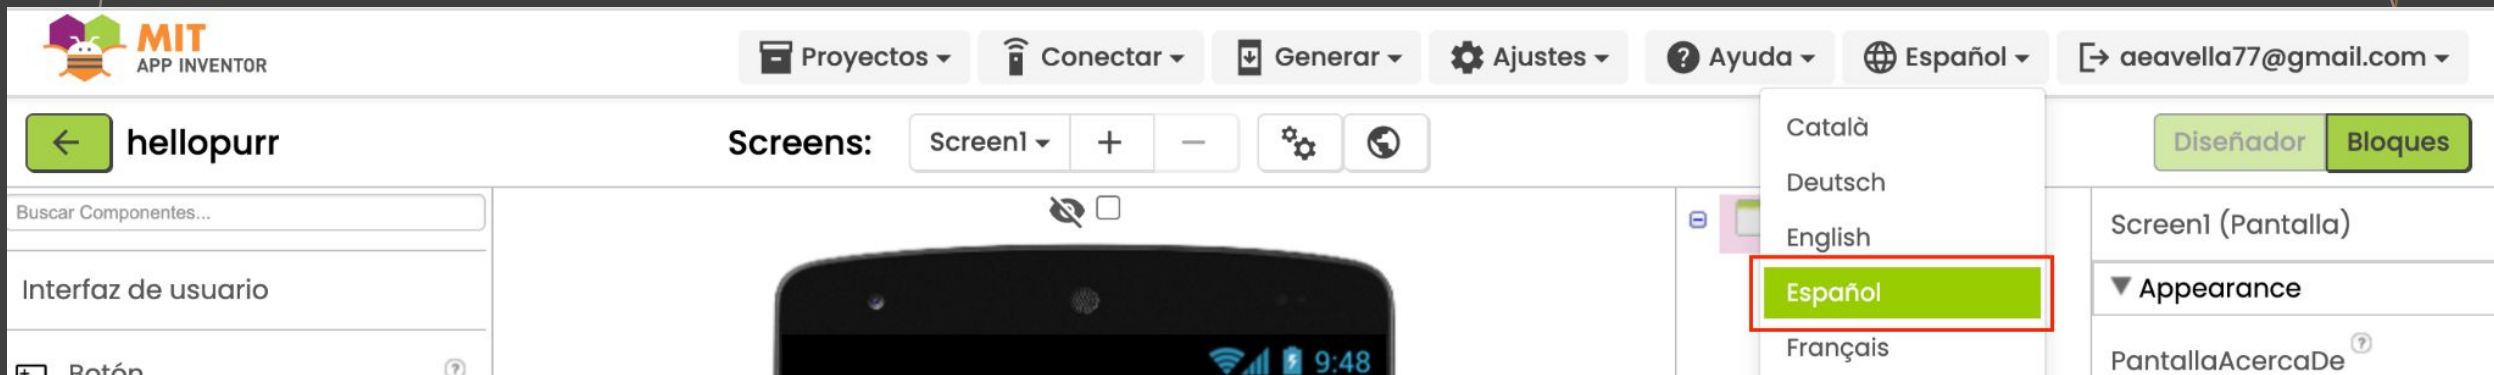 MIT
APP INVENTOR
Proyectos
Conectar
Generar
Ajustes
Ayuda
Español
aeavella77@gmail.com
hellopurr
Screens:
Screen1
Català
Deutsch
English
Español
Français
Diseñador
Bloques
Buscar Componentes...
Interfaz de usuario
Botón
9:48
Screen1 (Pantalla)
Appearance
PantallaAcercaDe